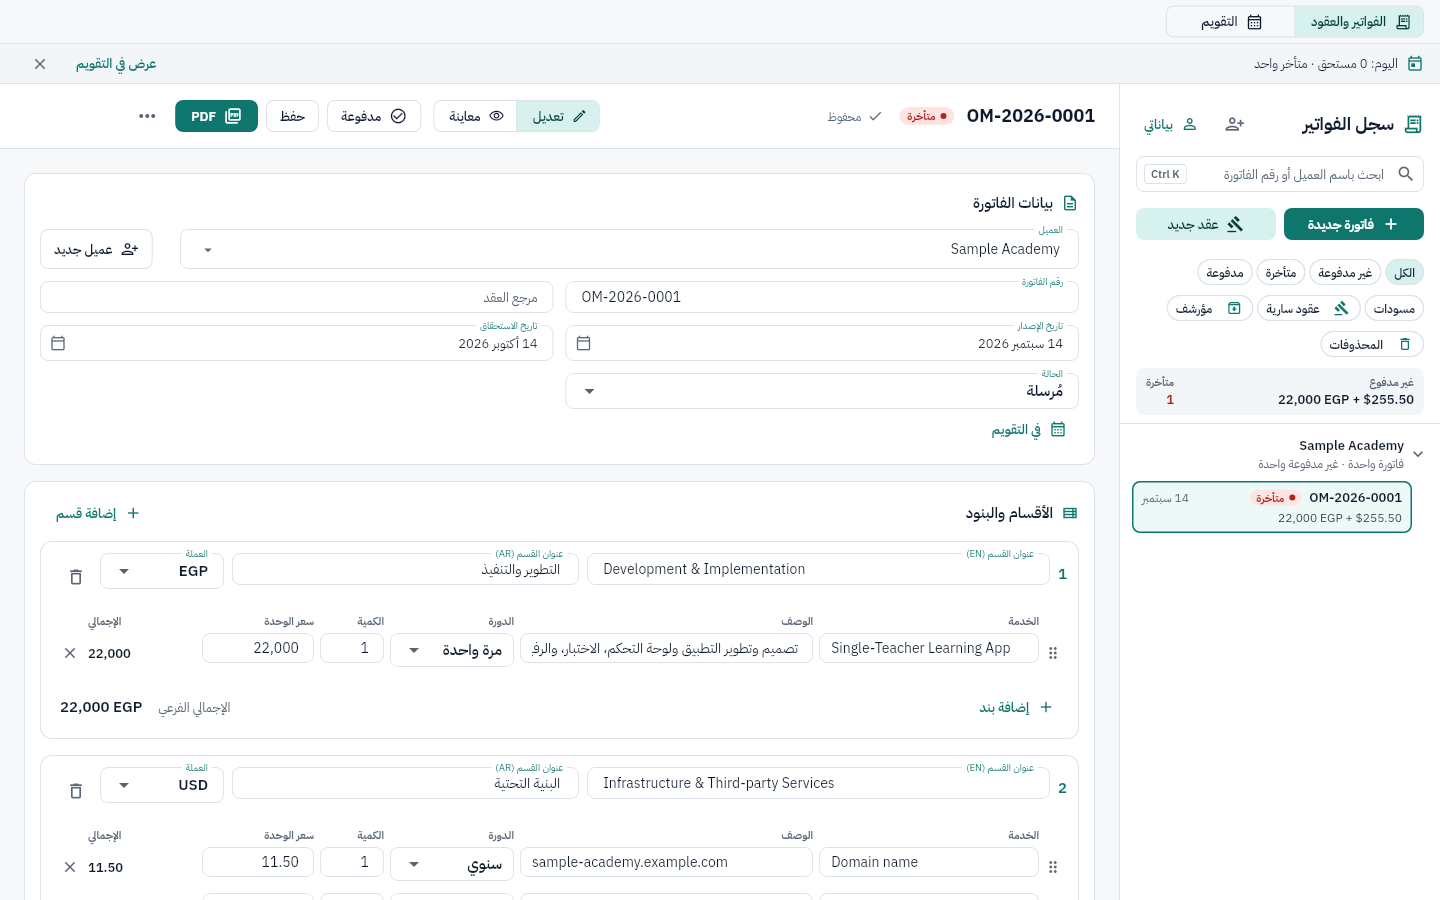 الفواتير والعقود
التقويم
اليوم: 0 مستحق · متأخر واحد
عرض في التقويم
سجل الفواتير
بياناتي
ابحث باسم العميل أو رقم الفاتورة
Ctrl K
فاتورة جديدة
عقد جديد
الكل
غير مدفوعة
متأخرة
مدفوعة
مسودات
عقود سارية
مؤرشف
المحذوفات
غير مدفوع
متأخرة
22,000 EGP + $255.50
1
Sample Academy
فاتورة واحدة · غير مدفوعة واحدة
OM-2026-0001
متأخرة
14 سبتمبر
22,000 EGP + $255.50
OM-2026-0001
متأخرة
محفوظ
تعديل
معاينة
مدفوعة
حفظ
PDF
بيانات الفاتورة
العميل
Sample Academy
عميل جديد
رقم الفاتورة
OM-2026-0001
مرجع العقد
تاريخ الإصدار
14 سبتمبر 2026
تاريخ الاستحقاق
14 أكتوبر 2026
الحالة
مُرسلة
في التقويم
الأقسام والبنود
إضافة قسم
1
عنوان القسم (EN)
Development & Implementation
عنوان القسم (AR)
التطوير والتنفيذ
العملة
EGP
الخدمة
الوصف
الدورة
الكمية
سعر الوحدة
الإجمالي
Single-Teacher Learning App
تصميم وتطوير التطبيق ولوحة التحكم، الاختبار، والرف
مرة واحدة
1
22,000
22,000
إضافة بند
الإجمالي الفرعي
22,000 EGP
2
عنوان القسم (EN)
Infrastructure & Third-party Services
عنوان القسم (AR)
البنية التحتية
العملة
USD
الخدمة
الوصف
الدورة
الكمية
سعر الوحدة
الإجمالي
Domain name
sample-academy.example.com
سنوي
1
11.50
11.50